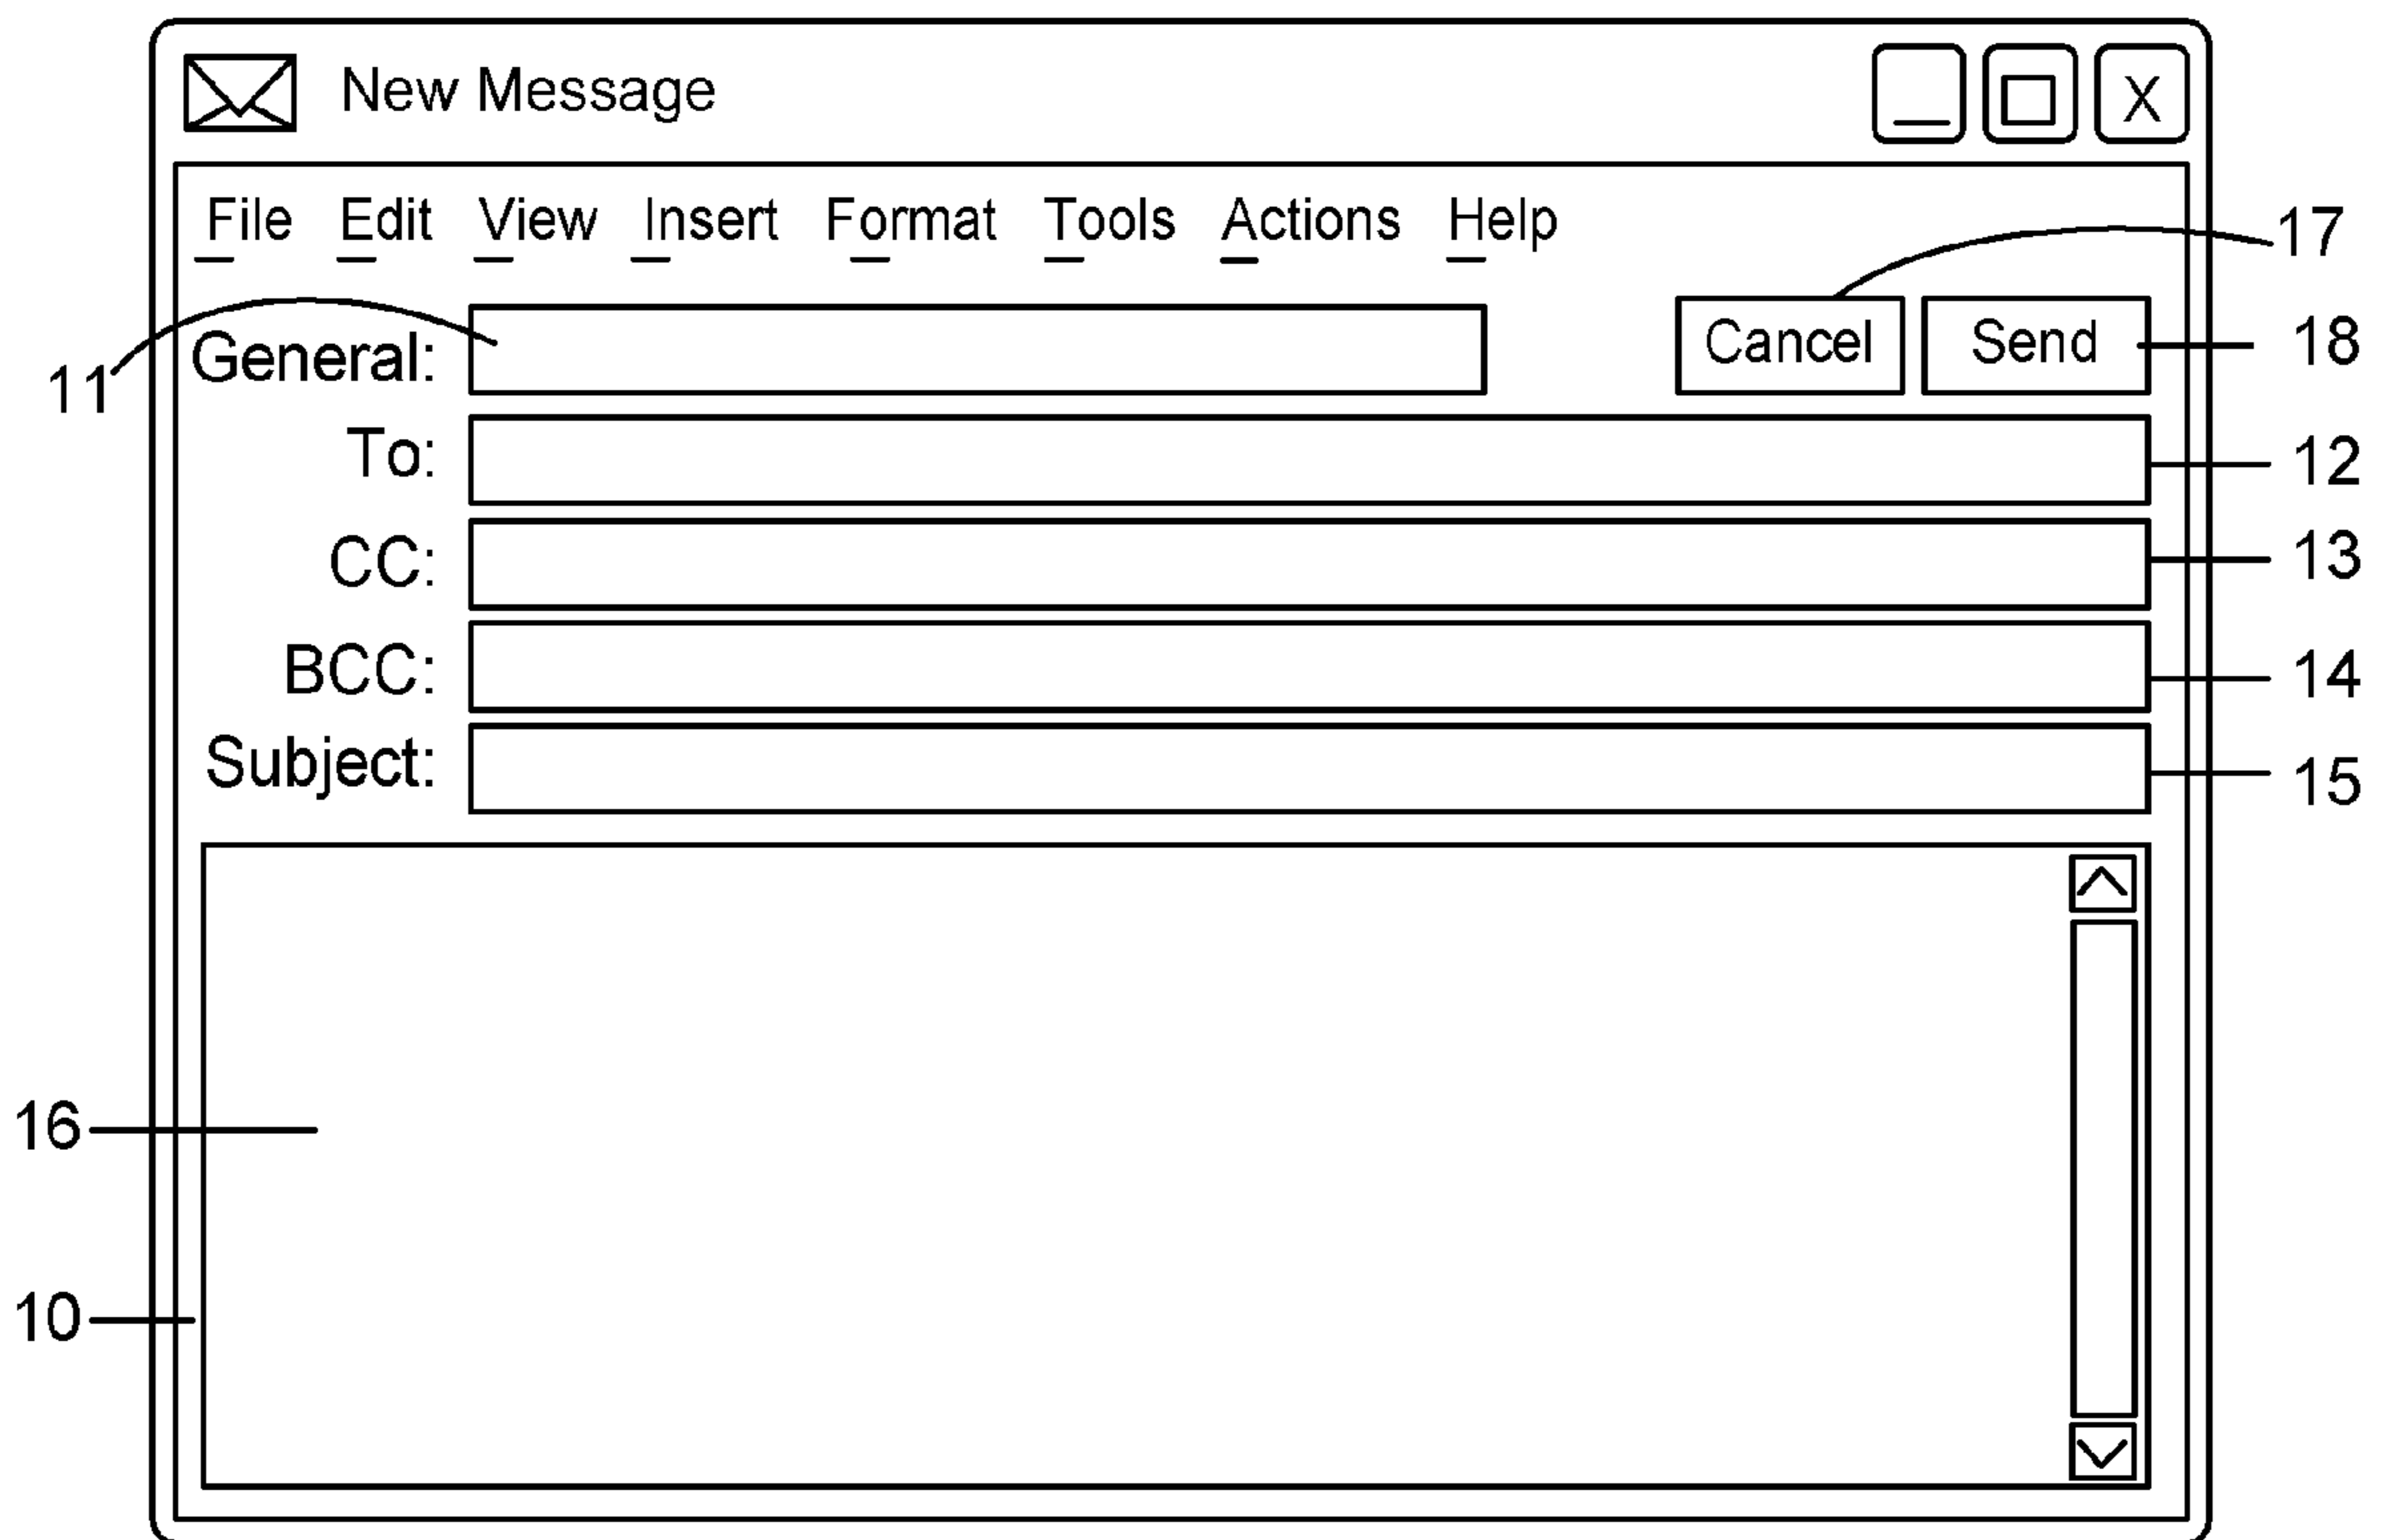 New Message
X
File Edit View Insert Format Tools Actions Help
17
11
General:
Cancel
Send
18
To:
12
CC:
13
BCC:
14
Subject:
15
16
10